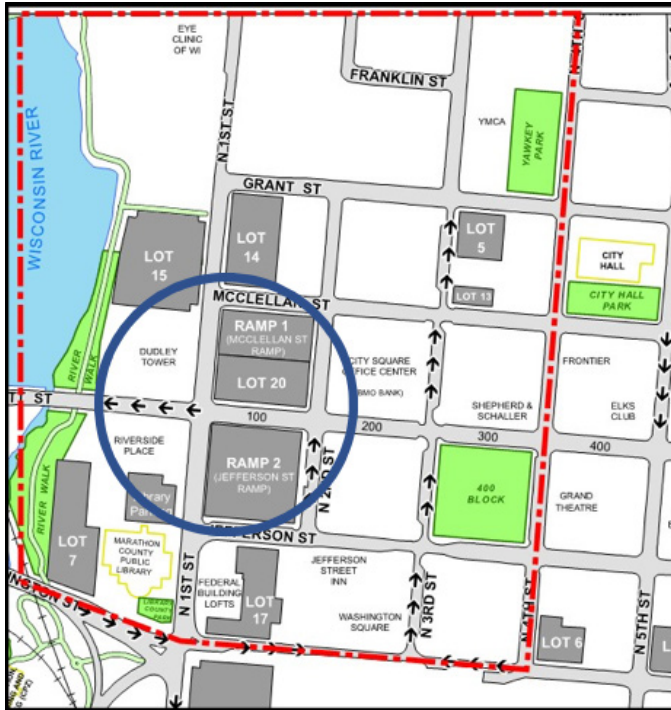 EYE
CLINIC
OF WI
FRANKLIN ST
N 1ST ST
YMCA
YAWKEY
PARK
N 4TH ST
WISCONSIN RIVER
GRANT ST
LOT
15
LOT
14
LOT
5
LOT 13
CITY
HALL
CITY HALL
PARK
MCCLELLAN ST
RAMP 1
(MCCLELLAN ST
RAMP)
LOT 20
DUDLEY
TOWER
RIVER
WALK
CITY SQUARE
OFFICE CENTER
(BMO BANK)
FRONTIER
ELKS
CLUB
SHEPHERD &
SCHALLER
TT ST
100
200
300
400
RIVERSIDE
PLACE
RAMP 2
(JEFFERSON ST
RAMP)
N 2ND ST
400
BLOCK
GRAND
THEATRE
RIVER WALK
LOT
7
JEFFERSON ST
MARATHON
COUNTY
PUBLIC
LIBRARY
N 1ST ST
FEDERAL
BUILDING
LOFTS
LOT
17
JEFFERSON
STREET
INN
WASHINGTON
SQUARE
N 3RD ST
N 4TH ST
LOT 6
N 5TH ST
NGTON ST